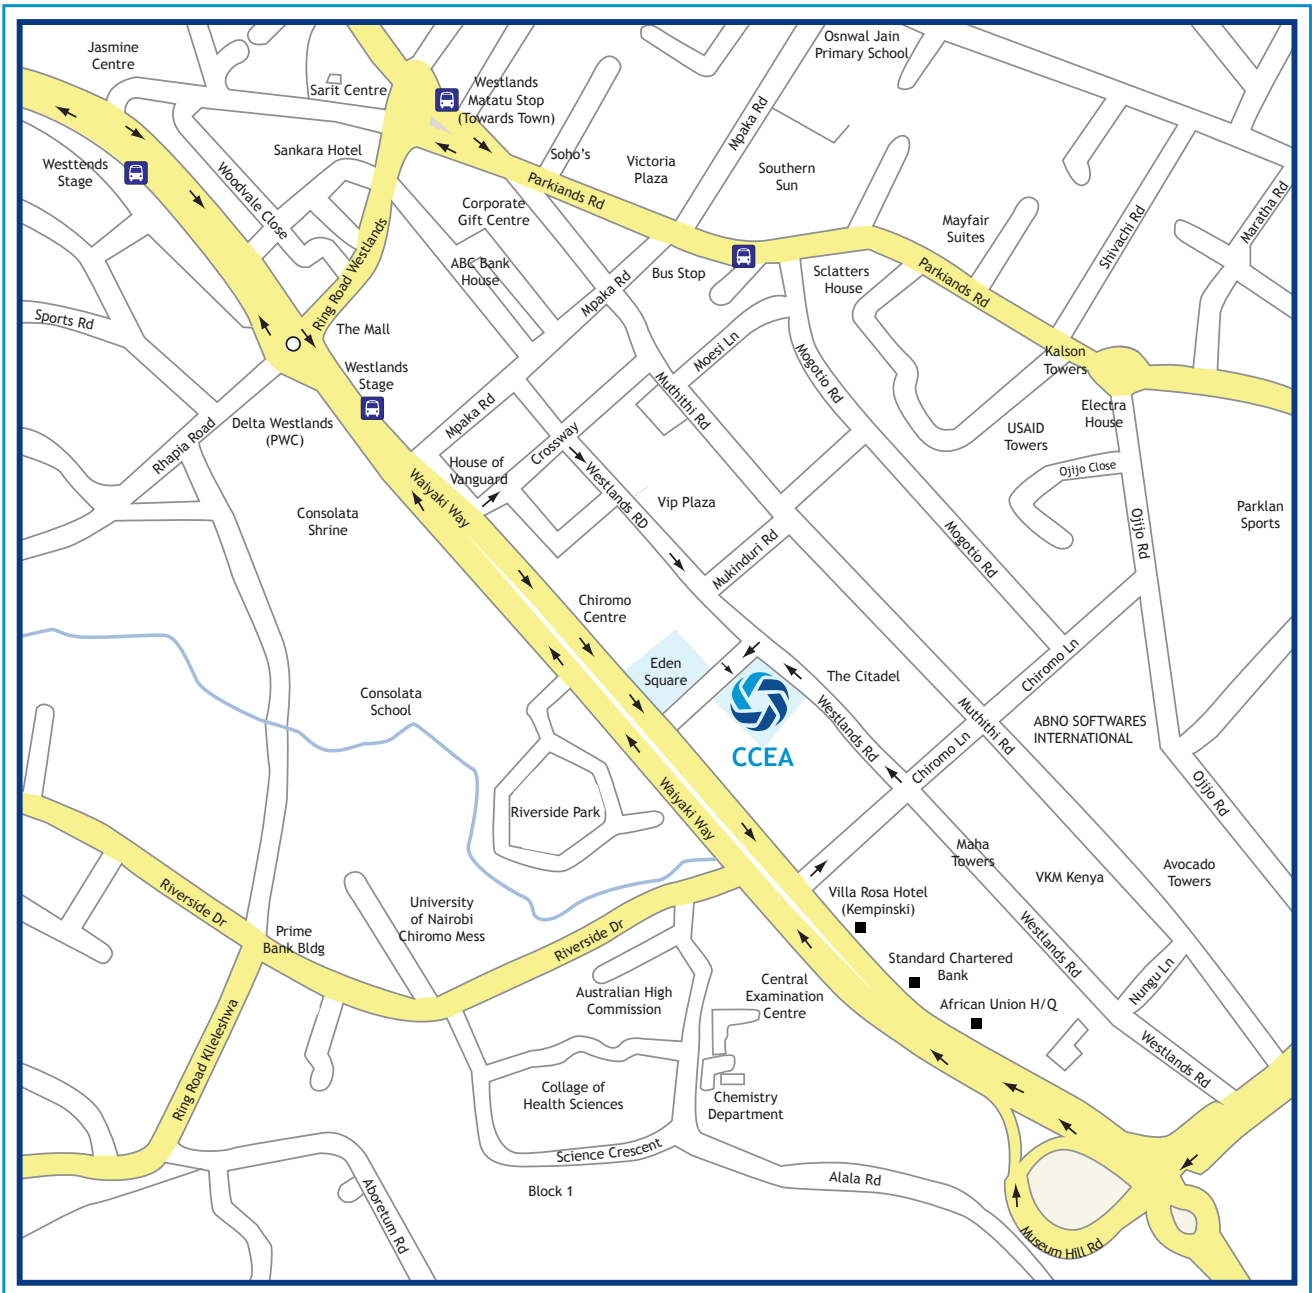 Jasmine
Centre
Osnwal Jain
Primary School
Sarit Centre
Westlands
Matatu Stop
(Towards Town)
Mpaka Rd
Sankara Hotel
Soho's
Victoria
Plaza
Southern
Sun
Westtends
Stage
Woodvale Close
Parkiands Rd
Corporate
Gift Centre
Mayfair
Suites
Shivachi Rd
Maratha Rd
Ring Road Westlands
ABC Bank
House
Mpaka Rd
Bus Stop
Sclatters
House
Parkiands Rd
Sports Rd
The Mall
Moesi Ln
Mogotio Rd
Kalson
Towers
Westlands
Stage
Muthithi Rd
Mpaka Rd
Electra
House
Delta Westlands
(PWC)
Rhapia Road
Crossway
USAID
Towers
House of
Vanguard
Ojijo Close
Waiyaki Way
Westlands RD
Vip Plaza
Consolata
Shrine
Mogotio Rd
Ojijo Rd
Parklan
Sports
Mukinduri Rd
Chiromo
Centre
Eden
Square
The Citadel
Chiromo Ln
Consolata
School
Westlands Rd
Muthithi Rd
ABNO SOFTWARES
INTERNATIONAL
CCEA
Chiromo Ln
Ojijo Rd
Riverside Park
Waiyaki Way
Maha
Towers
VKM Kenya
Avocado
Towers
Riverside Dr
University
of Nairobi
Chiromo Mess
Villa Rosa Hotel
(Kempinski)
Prime
Bank Bldg
Riverside Dr
Westlands Rd
Standard Chartered
Bank
Nungu Ln
Australian High
Commission
Central
Examination
Centre
African Union H/Q
Ring Road Klleleshwa
Westlands Rd
Collage of
Health Sciences
Chemistry
Department
Science Crescent
Alala Rd
Block 1
Aboretum Rd
Museum Hill Rd